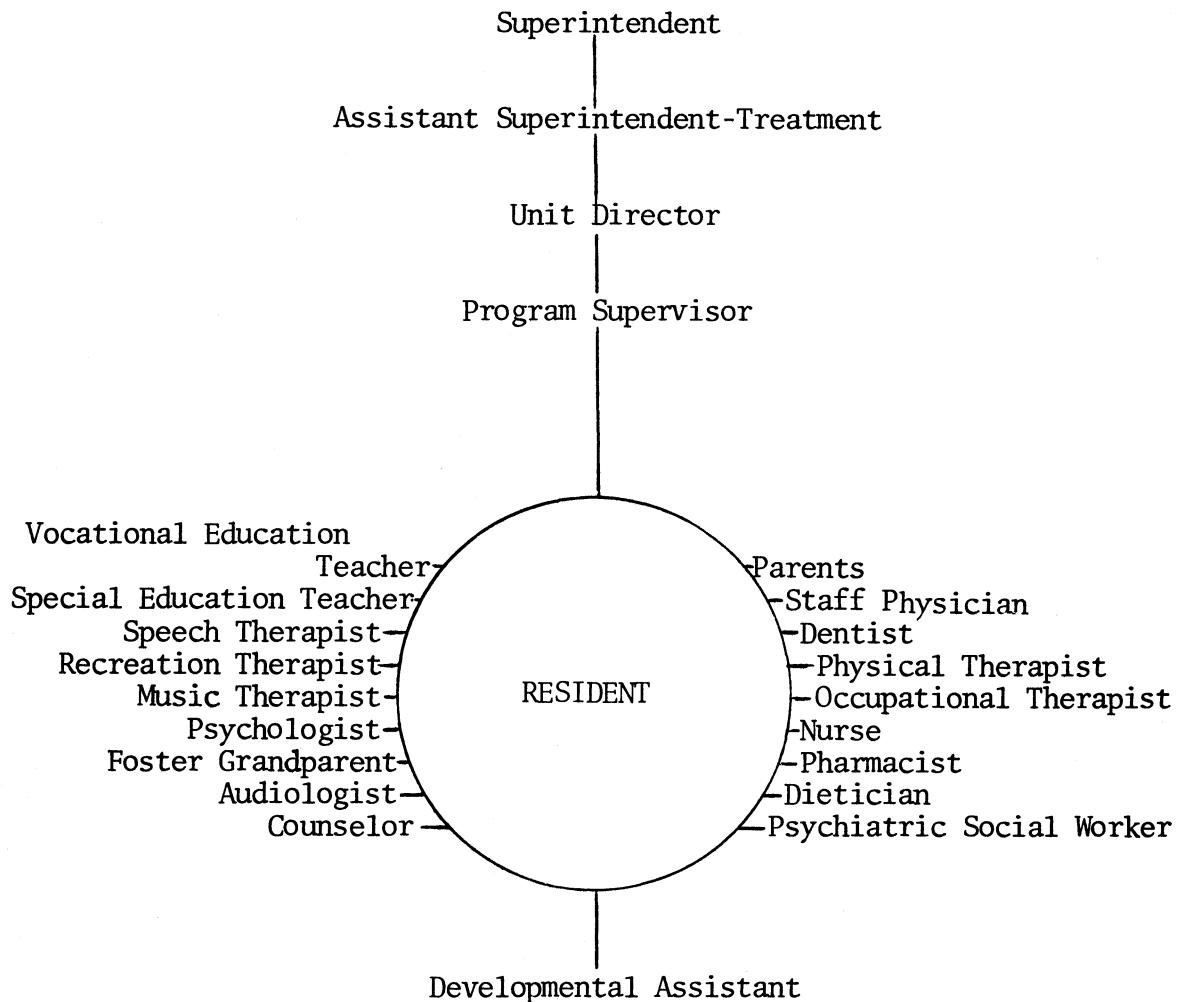 Superintendent
Assistant Superintendent-Treatment
Unit Director
Program Supervisor
Vocational Education
Teacher
Special Education Teacher
Speech Therapist
Recreation Therapist
Music Therapist
Psychologist
Foster Grandparent
Audiologist
Counselor
RESIDENT
Parents
Staff Physician
Dentist
Physical Therapist
Occupational Therapist
Nurse
Pharmacist
Dietician
Psychiatric Social Worker
Developmental Assistant